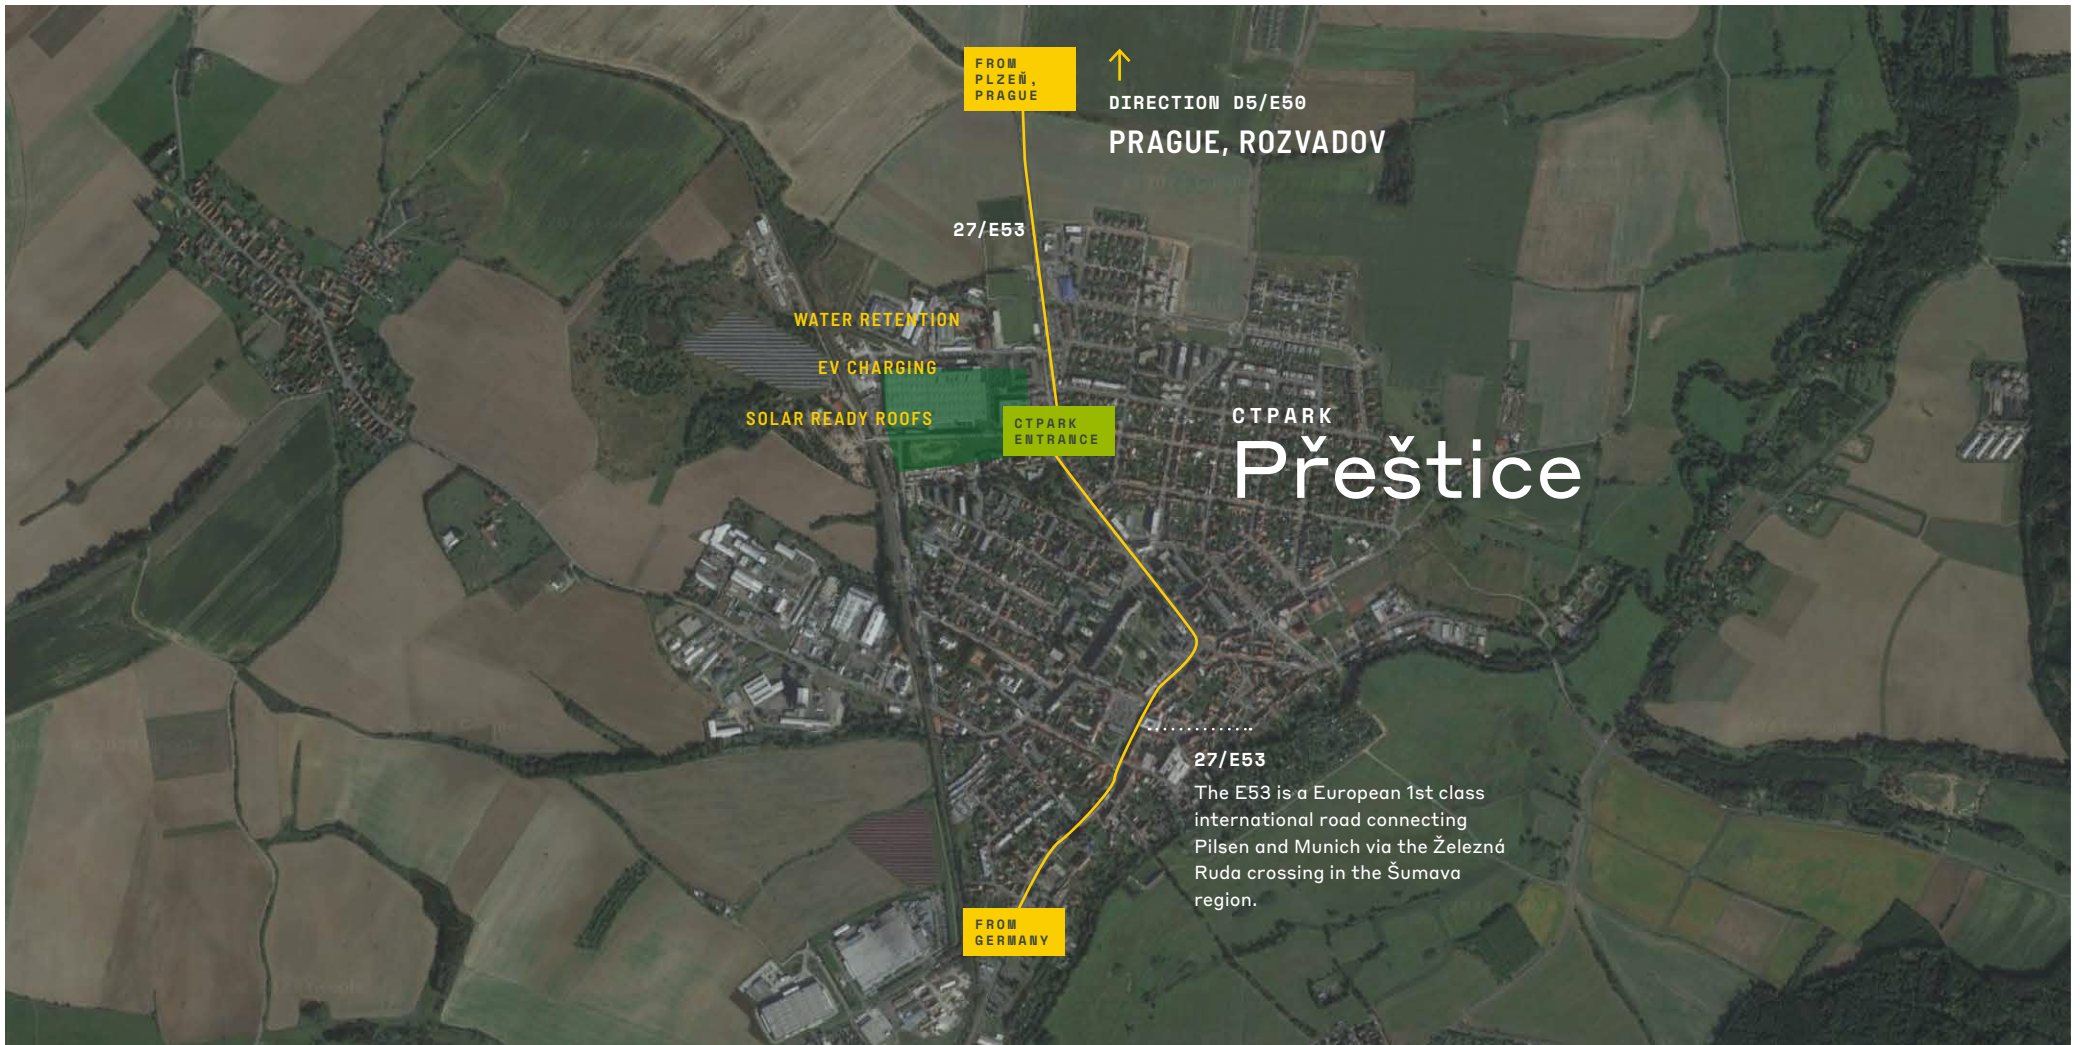 FROM
PLZEŇ,
PRAGUE
DIRECTION D5/E50
PRAGUE, ROZVADOV
27/E53
WATER RETENTION
EV CHARGING
SOLAR READY ROOFS
CTPARK
ENTRANCE
CTPARK
Přeštice
27/E53
The E53 is a European 1st class
international road connecting
Pilsen and Munich via the Železná
Ruda crossing in the Šumava
region.
FROM
GERMANY